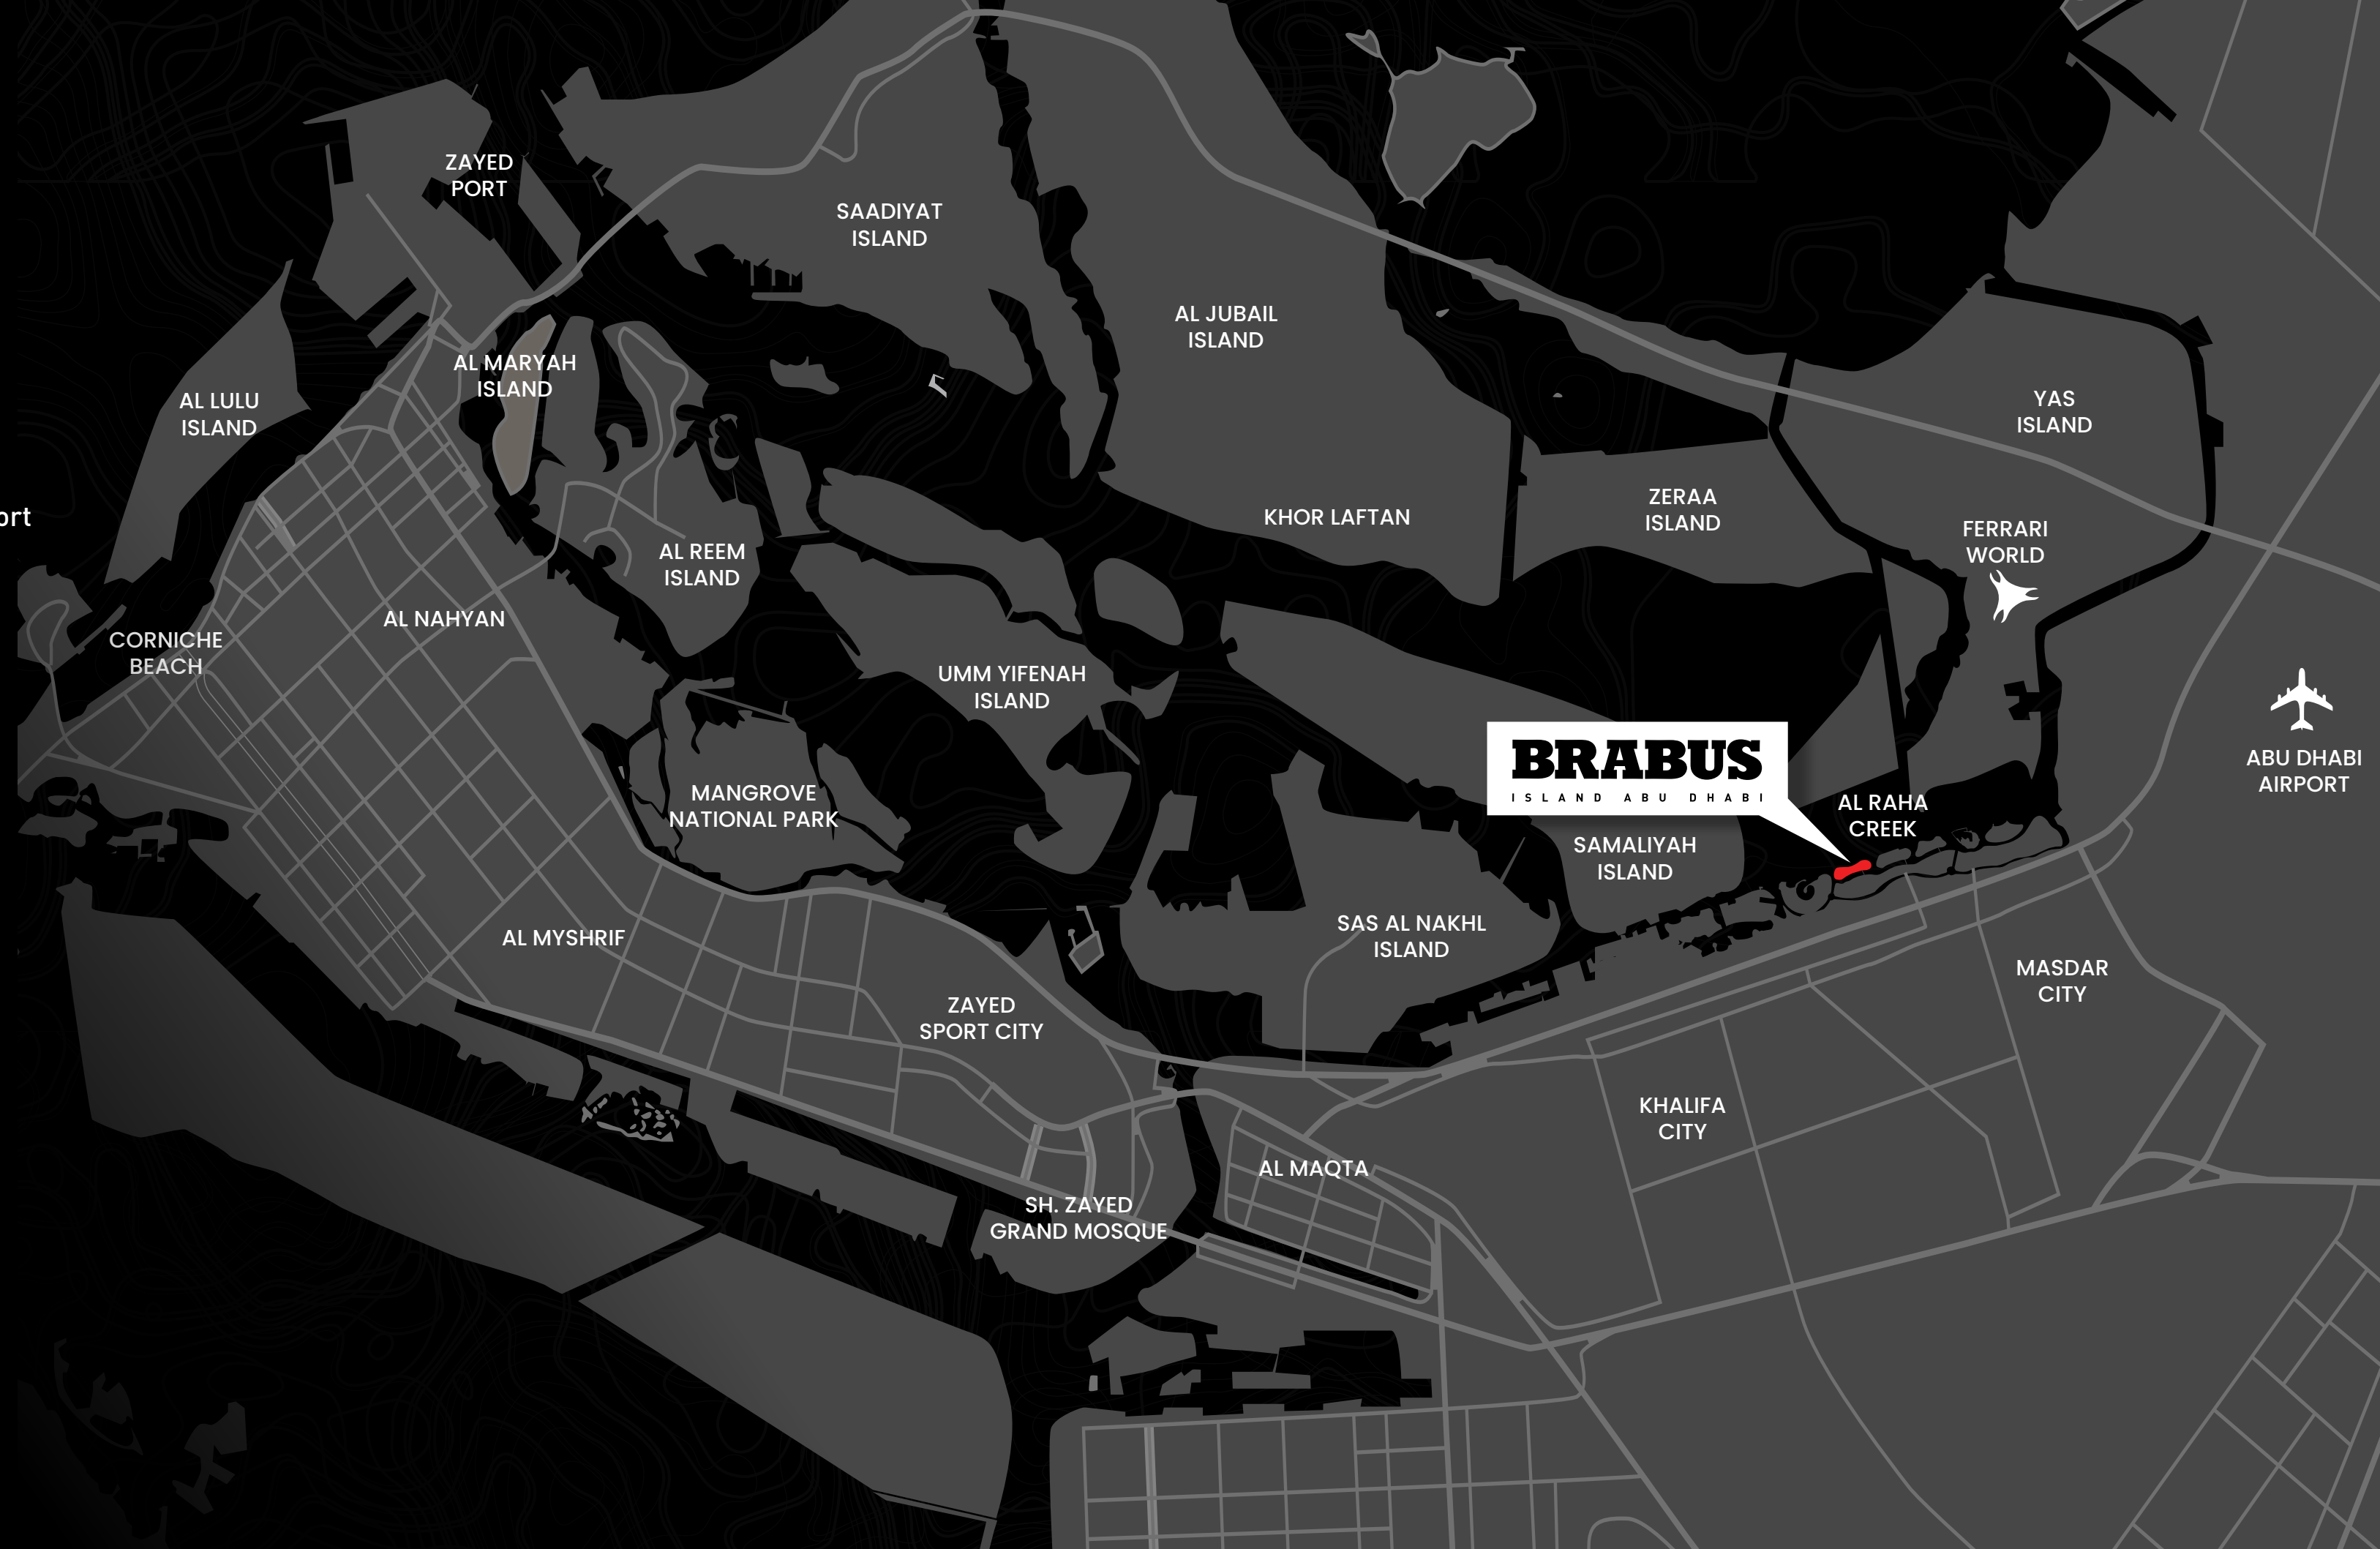 ZAYED
PORT
SAADIYAT
ISLAND
AL JUBAIL
ISLAND
AL MARYAH
ISLAND
AL LULU
ISLAND
YAS
ISLAND
ZERAA
ISLAND
KHOR LAFTAN
ort
FERRARI
WORLD
AL REEM
ISLAND
AL NAHYAN
CORNICHE
BEACH
UMM YIFENAH
ISLAND
BRABUS
ISLAND ABU DHABI
ABU DHABI
AIRPORT
MANGROVE
NATIONAL PARK
AL RAHA
CREEK
SAMALIYAH
ISLAND
SAS AL NAKHL
ISLAND
AL MYSHRIF
MASDAR
CITY
ZAYED
SPORT CITY
KHALIFA
CITY
AL MAQTA
SH. ZAYED
GRAND MOSQUE